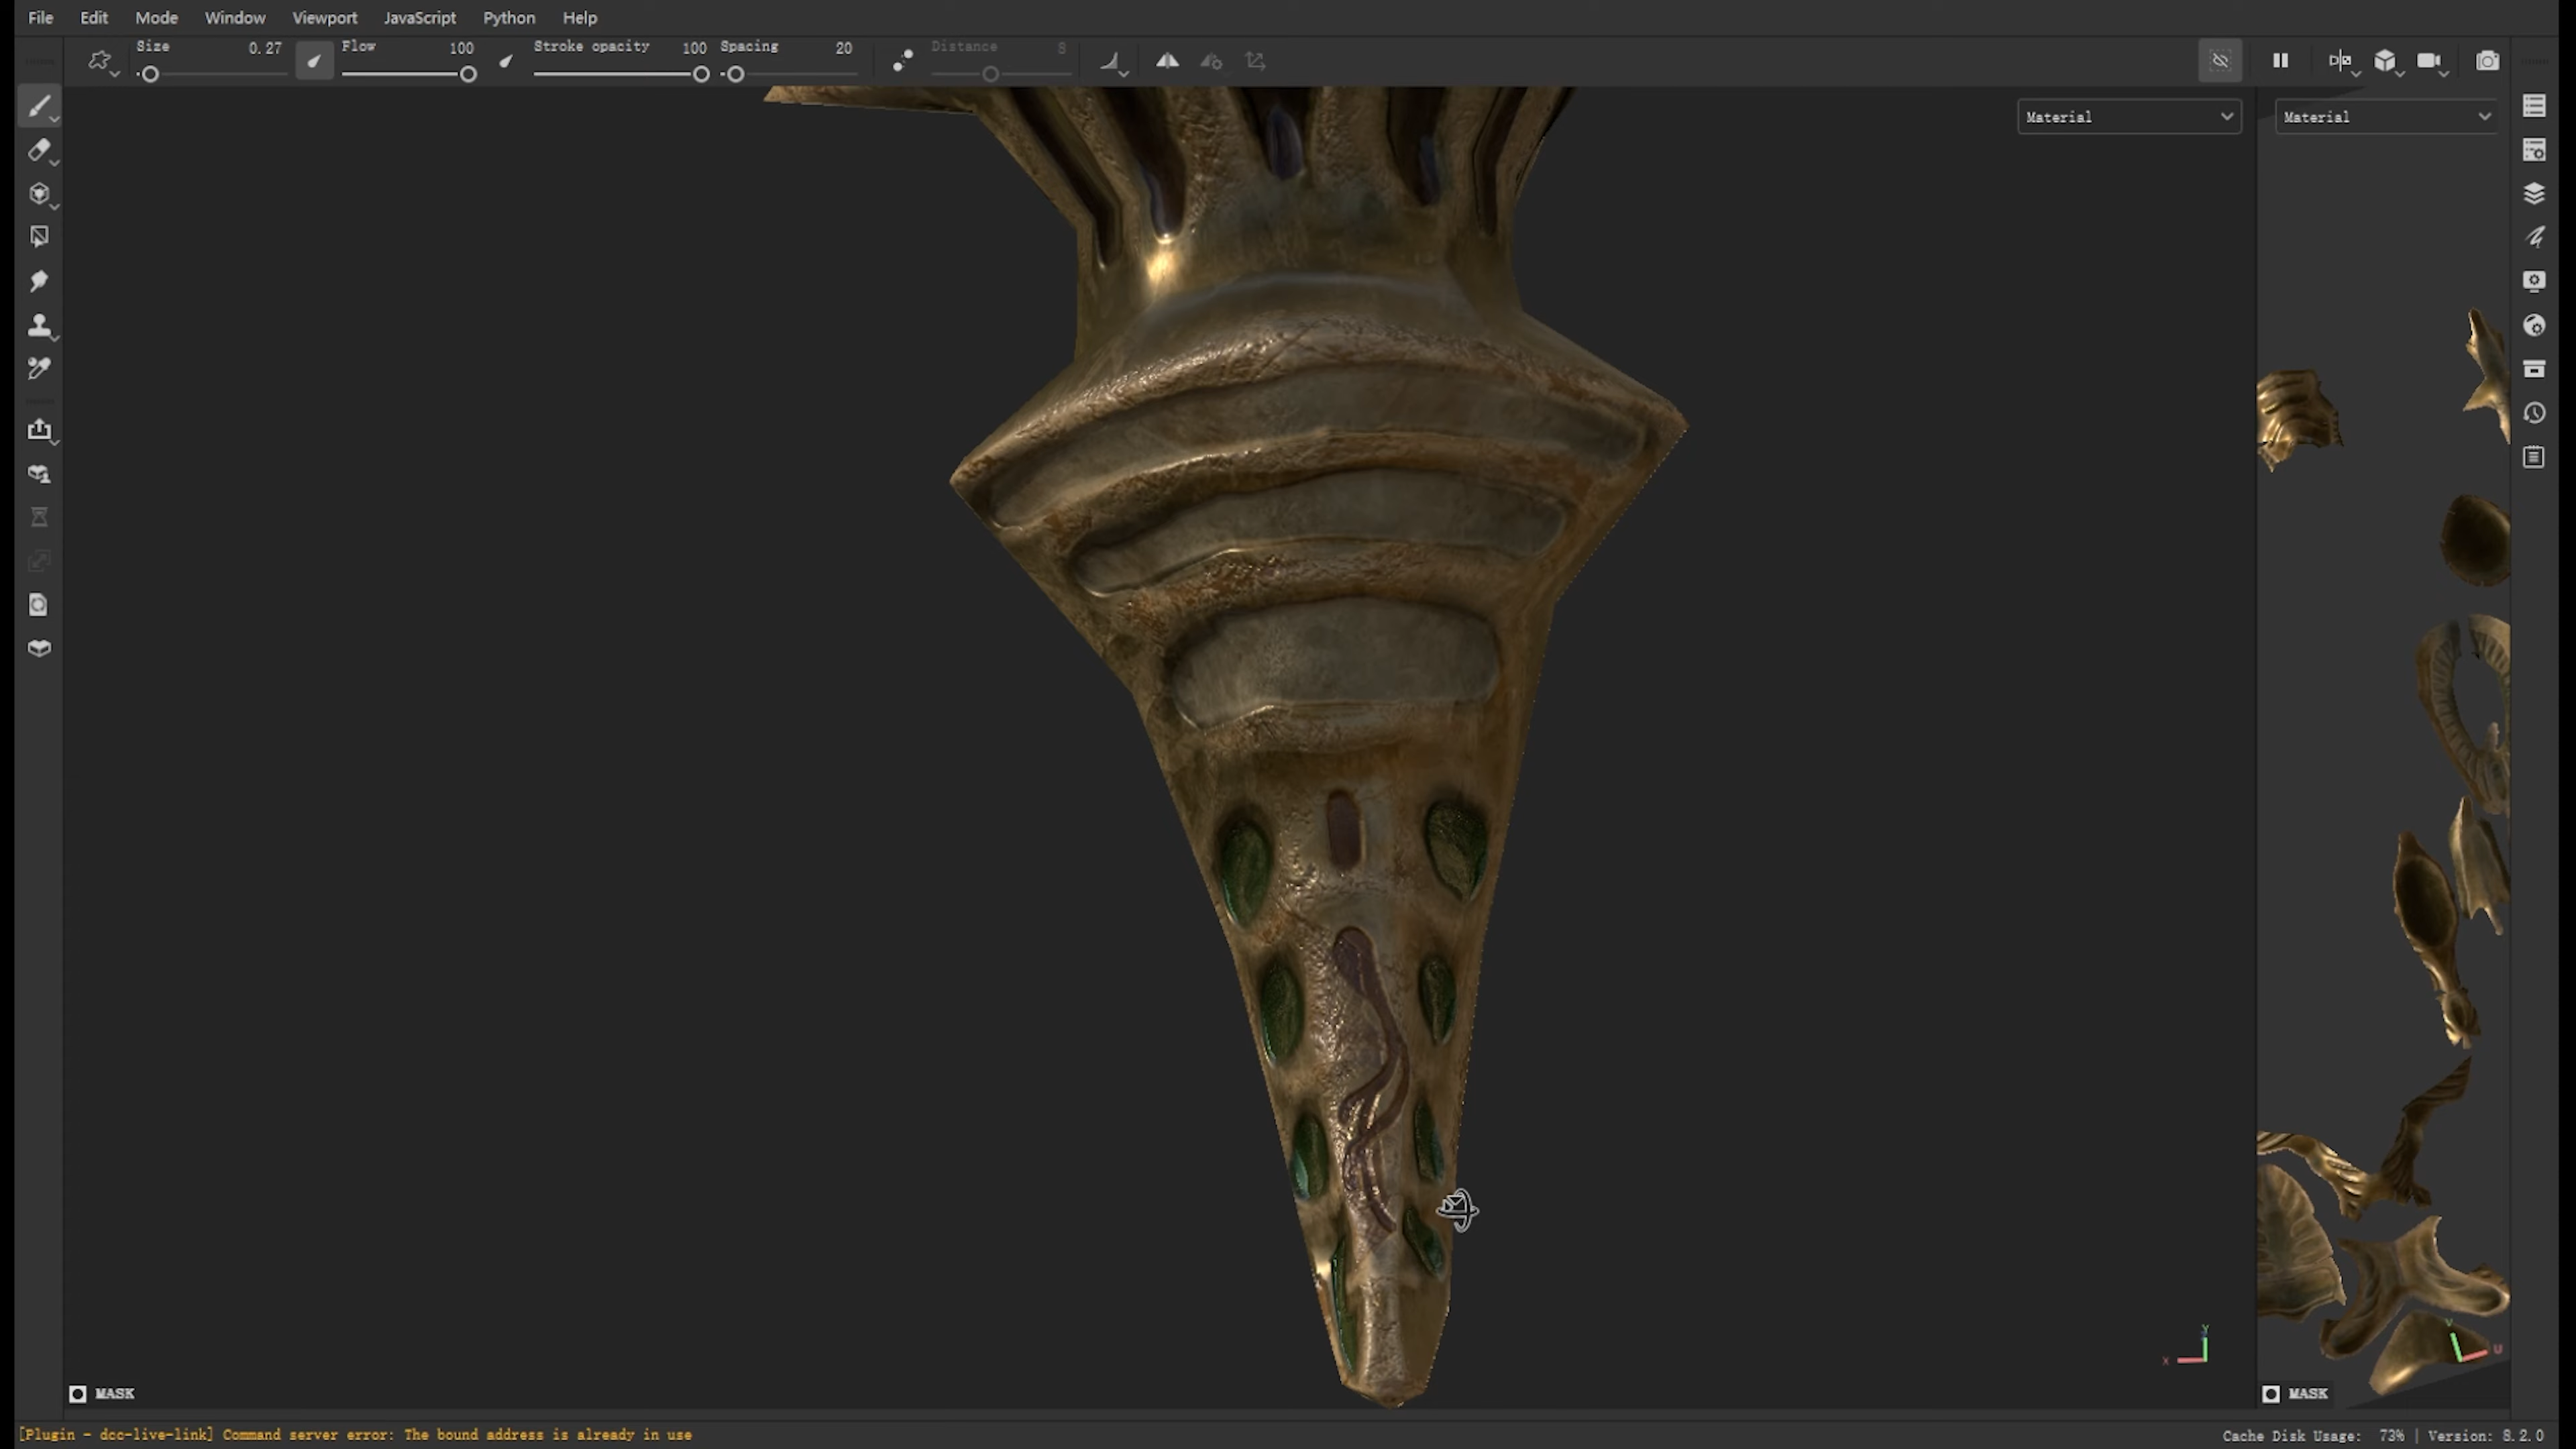 File Edit Mode Window Viewport JavaScript Python Help
Size 0.27 Flow 100 Stroke opacity 100 Spacing 20 Distance 8
Material Material
Y
X
V
U
MASK MASK
[Plugin - dcc-live-link] Command server error: The bound address is already in use Cache Disk Usage: 73% | Version: 8.2.0